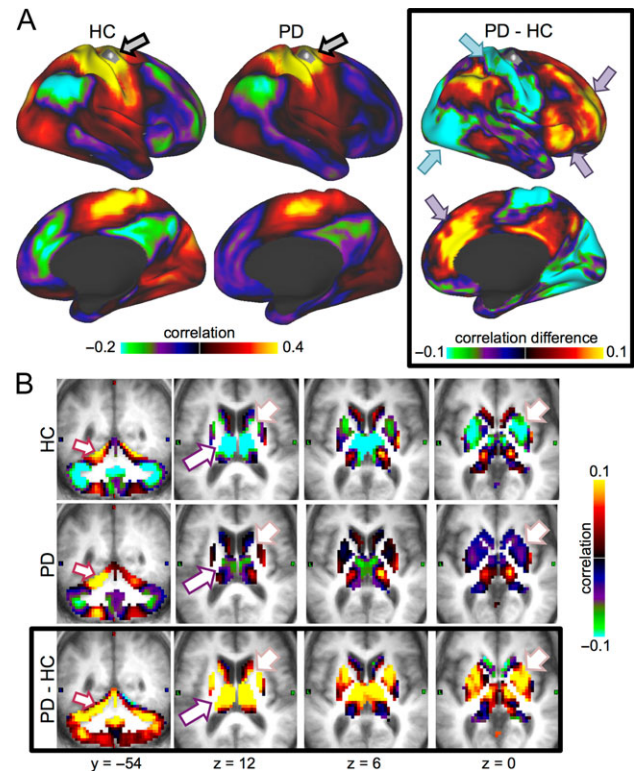 A
HC
PD
PD - HC
correlation
−0.2
0.4
correlation difference
−0.1
0.1
B
HC
PD
PD - HC
0.1
correlation
−0.1
y = −54
z = 12
z = 6
z = 0